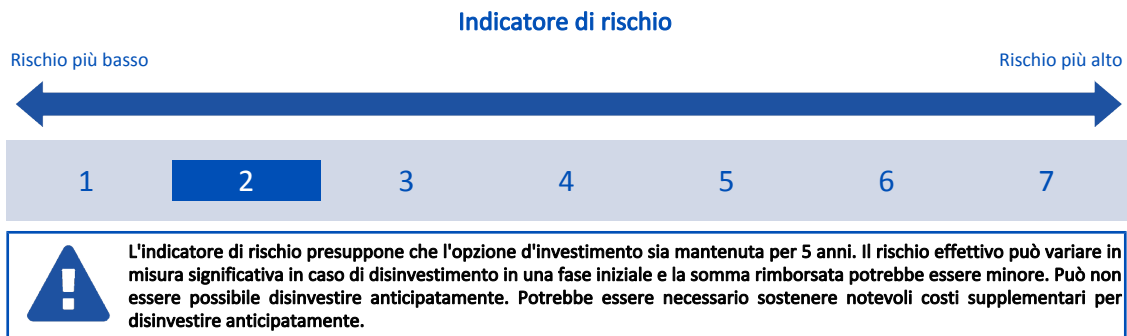 Indicatore di rischio
Rischio più basso
Rischio più alto
1 2 3 4 5 6 7
L'indicatore di rischio presuppone che l'opzione d'investimento sia mantenuta per 5 anni. Il rischio effettivo può variare in
misura significativa in caso di disinvestimento in una fase iniziale e la somma rimborsata potrebbe essere minore. Può non
essere possibile disinvestire anticipatamente. Potrebbe essere necessario sostenere notevoli costi supplementari per
disinvestire anticipatamente.